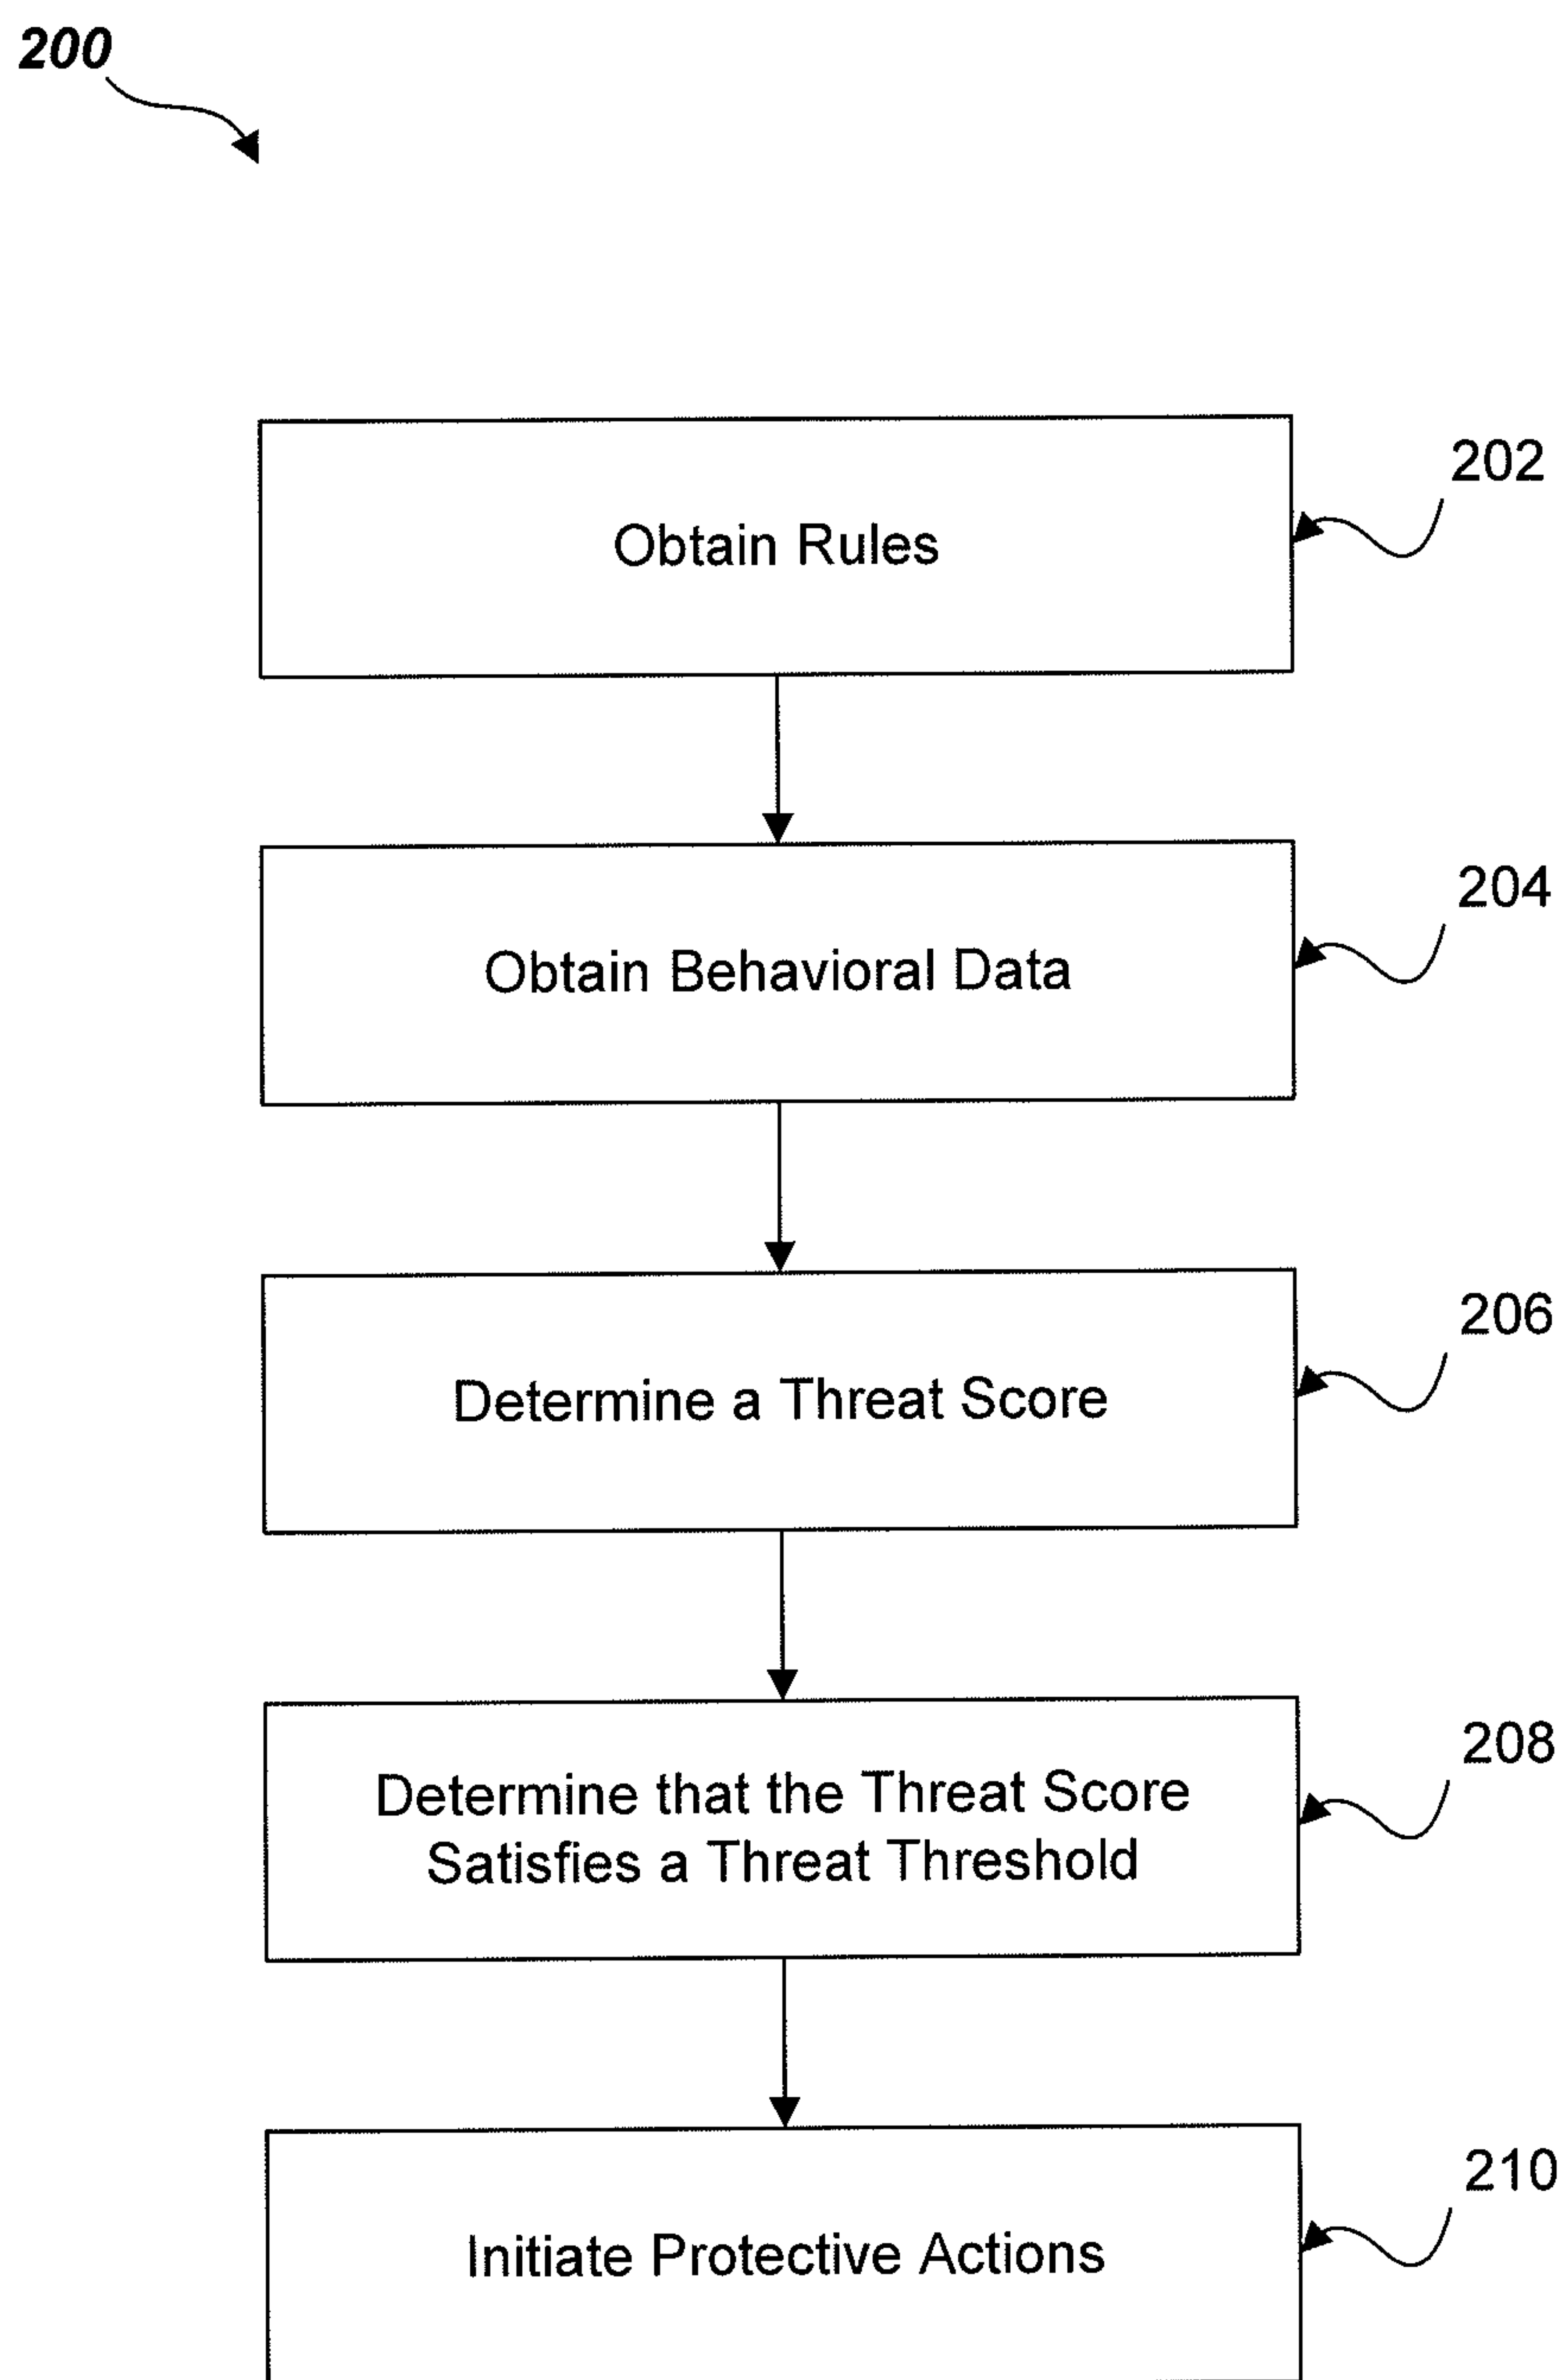 200
Obtain Rules
202
Obtain Behavioral Data
204
Determine a Threat Score
206
Determine that the Threat Score
Satisfies a Threat Threshold
208
Initiate Protective Actions
210